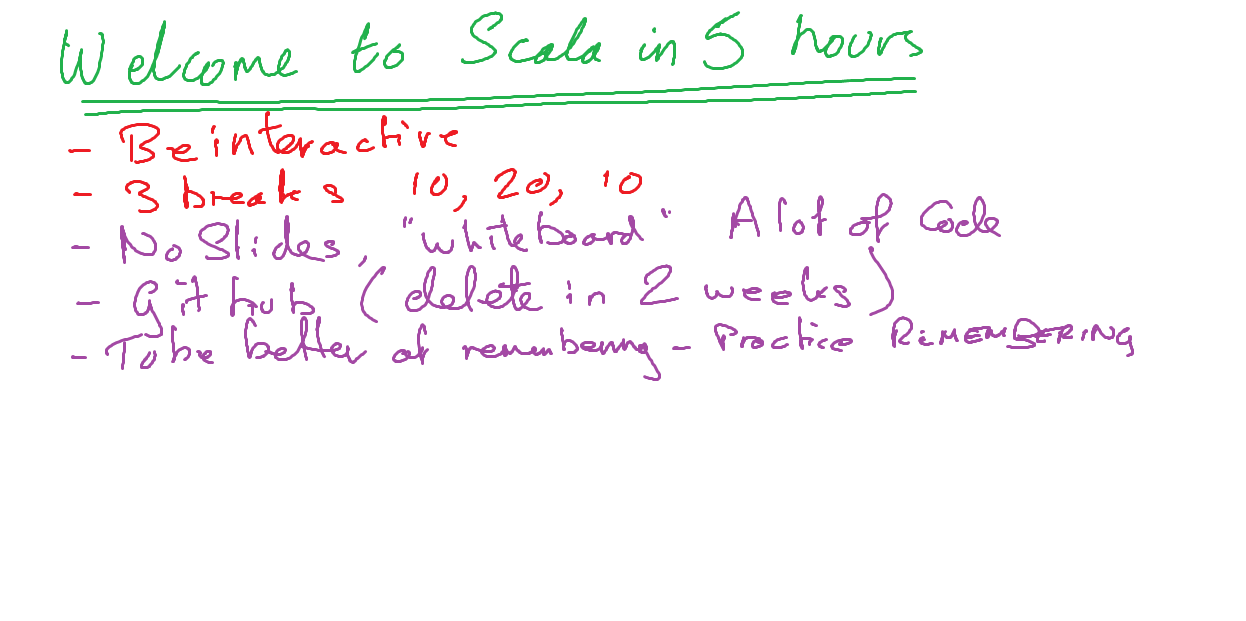 Welcome to Scala in 5 hours
- Be interactive
- 3 breaks 10, 20, 10
- No Slides, "whiteboard" A lot of Code
- Github (delete in 2 weeks)
- To be better at remembering - Practice REMEMBERING